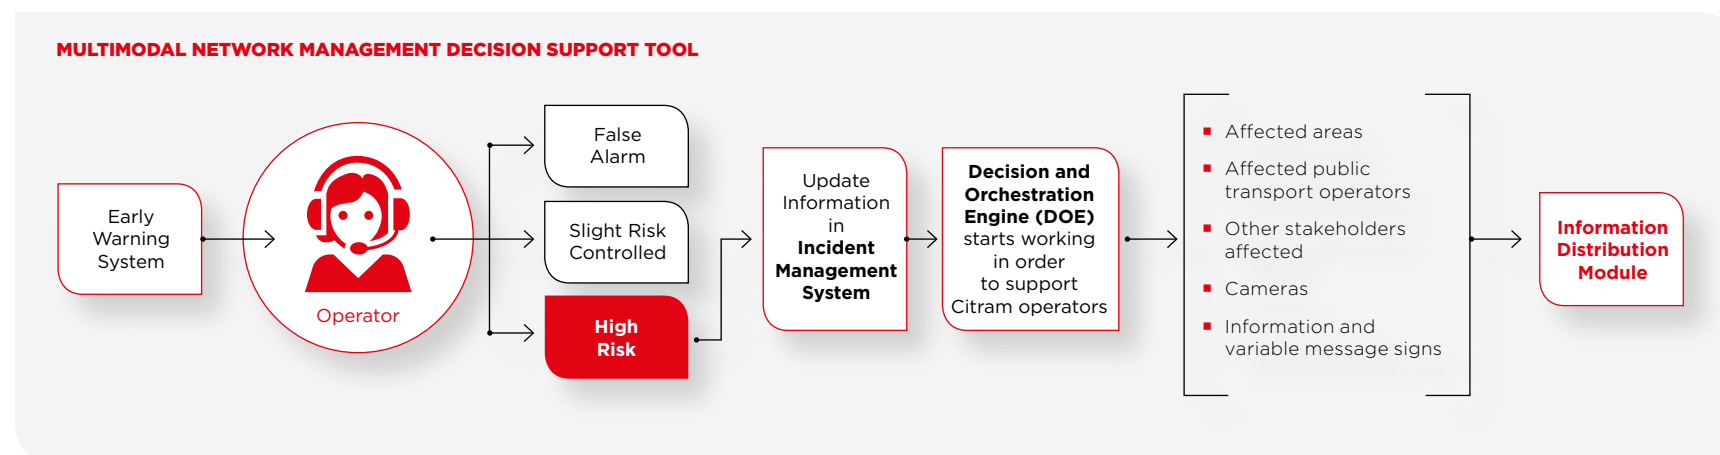 MULTIMODAL NETWORK MANAGEMENT DECISION SUPPORT TOOL
Early
Warning
System
Operator
False
Alarm
Slight Risk
Controlled
High
Risk
Update
Information
in
Incident
Management
System
Decision and
Orchestration
Engine (DOE)
starts working
in order
to support
Citram operators
Affected areas
Affected public
transport operators
Other stakeholders
affected
Cameras
Information and
variable message signs
Information
Distribution
Module